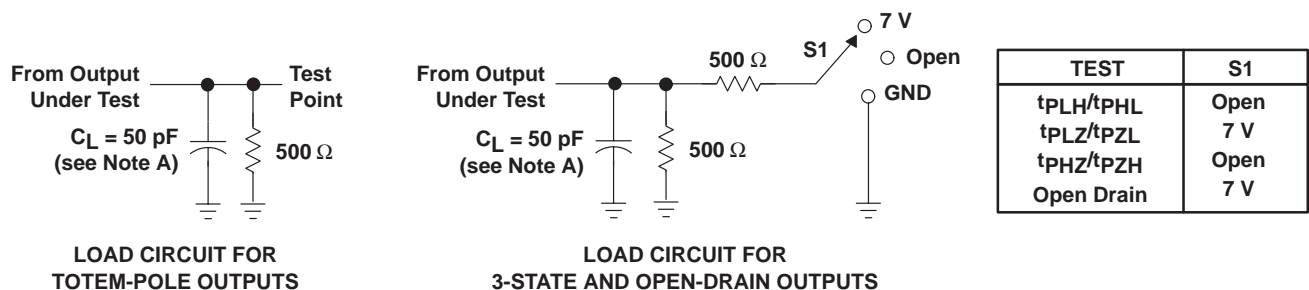 From Output
Under Test
Test
Point
CL = 50 pF
(see Note A)
500 Ω
LOAD CIRCUIT FOR
TOTEM-POLE OUTPUTS
From Output
Under Test
CL = 50 pF
(see Note A)
500 Ω
500 Ω
S1
7 V
Open
GND
LOAD CIRCUIT FOR
3-STATE AND OPEN-DRAIN OUTPUTS
TEST S1
tPLH/tPHL Open
tPLZ/tPZL 7 V
tPHZ/tPZH Open
Open Drain 7 V